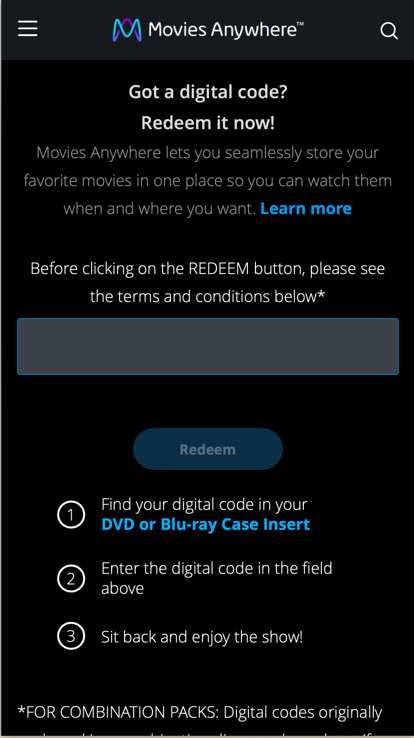 Movies Anywhere™
Got a digital code?
Redeem it now!
Movies Anywhere lets you seamlessly store your
favorite movies in one place so you can watch them
when and where you want. Learn more
Before clicking on the REDEEM button, please see
the terms and conditions below*
Redeem
1 Find your digital code in your
DVD or Blu-ray Case Insert
2 Enter the digital code in the field
above
3 Sit back and enjoy the show!
*FOR COMBINATION PACKS: Digital codes originally